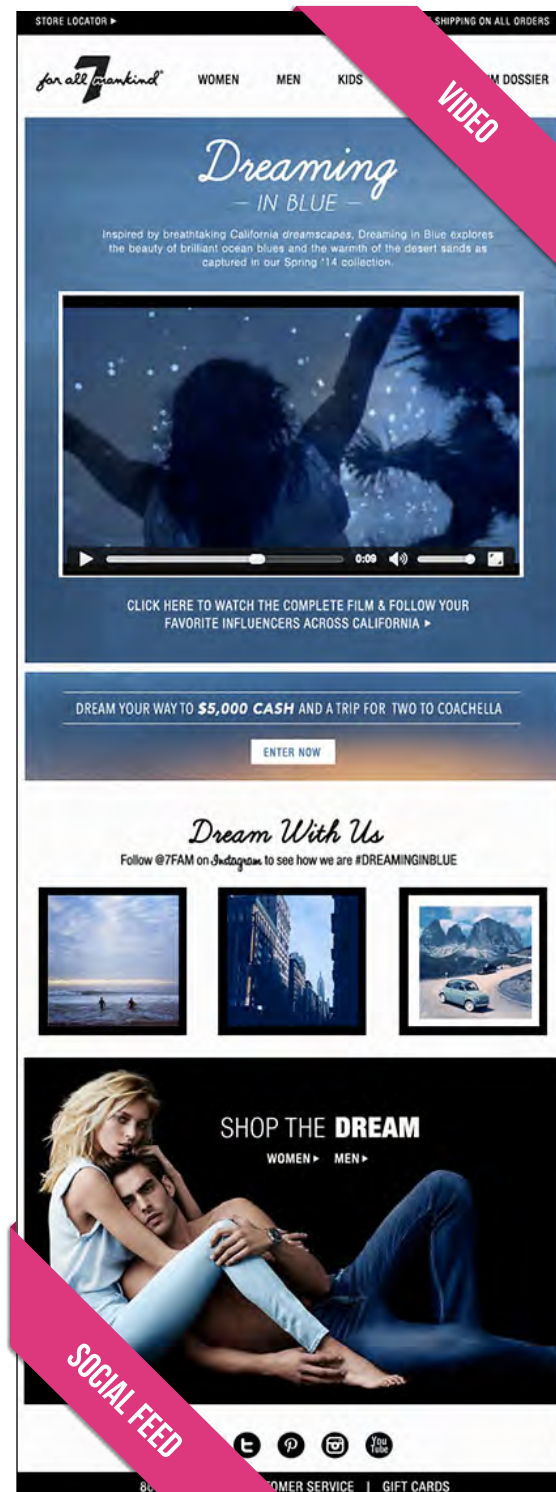 STORE LOCATOR ▸
SHIPPING ON ALL ORDERS
for all 7 mankind®
WOMEN MEN KIDS DOSSIER
VIDEO
Dreaming
— IN BLUE —
Inspired by breathtaking California dreamscapes, Dreaming in Blue explores
the beauty of brilliant ocean blues and the warmth of the desert sands as
captured in our Spring '14 collection.
0:09
CLICK HERE TO WATCH THE COMPLETE FILM & FOLLOW YOUR
FAVORITE INFLUENCERS ACROSS CALIFORNIA ▸
DREAM YOUR WAY TO $5,000 CASH AND A TRIP FOR TWO TO COACHELLA
ENTER NOW
Dream With Us
Follow @7FAM on Instagram to see how we are #DREAMINGINBLUE
SHOP THE DREAM
WOMEN ▸ MEN ▸
SOCIAL FEED
You
Tube
SERVICE | GIFT CARDS